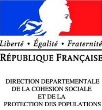 Liberté • Égalité • Fraternité
RÉPUBLIQUE FRANÇAISE
DIRECTION DEPARTEMENTALE
DE LA COHESION SOCIALE
ET DE LA
PROTECTION DES POPULATIONS